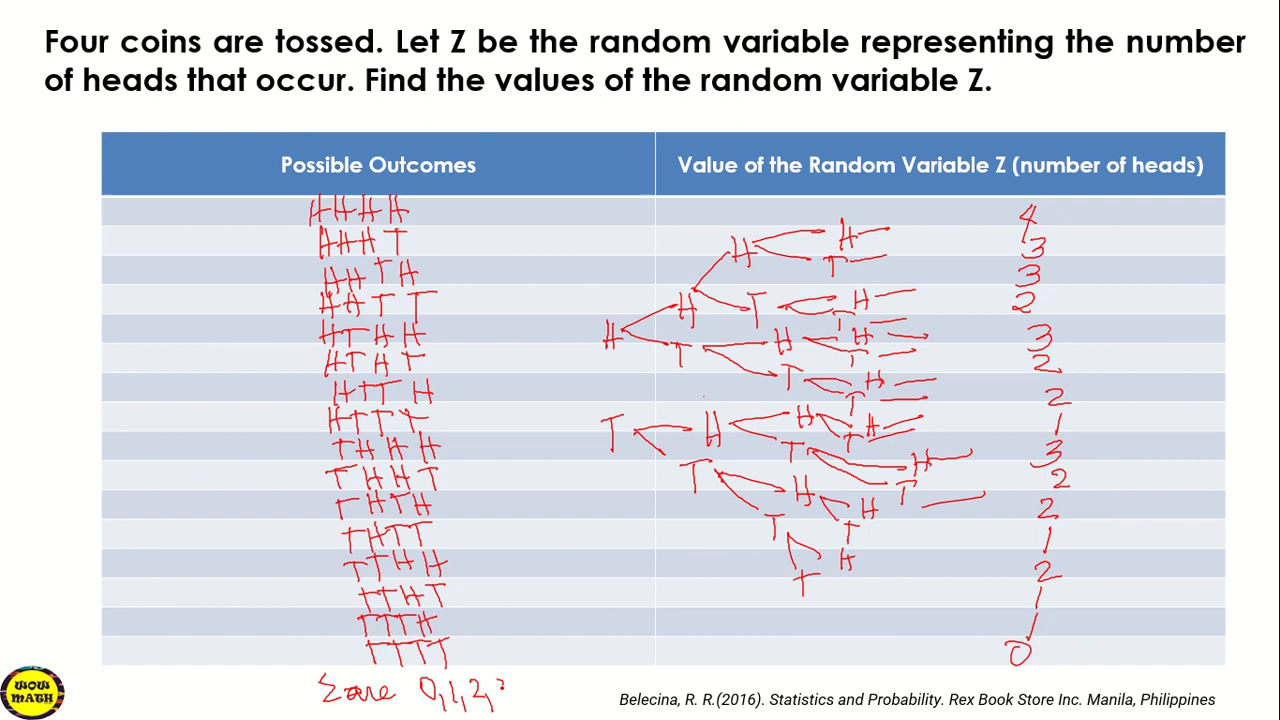 Four coins are tossed. Let Z be the random variable representing the number
of heads that occur. Find the values of the random variable Z.
Possible Outcomes
Value of the Random Variable Z (number of heads)
HHHH 4
HHHT 3
HHTH 3
HHTT 2
HTHH 3
HTHT 2
HTTH 2
HTTT 1
THHH 3
THHT 2
THTH 2
THTT 1
TTHH 2
TTHT 1
TTTH 1
TTTT 0
H H H H
T
T H
T
T H H
T
T H
T
T H H H
T
T H
T
T H H
T
T H
T
are 0,1,2,
WOW
MATH
Belecina, R. R.(2016). Statistics and Probability. Rex Book Store Inc. Manila, Philippines